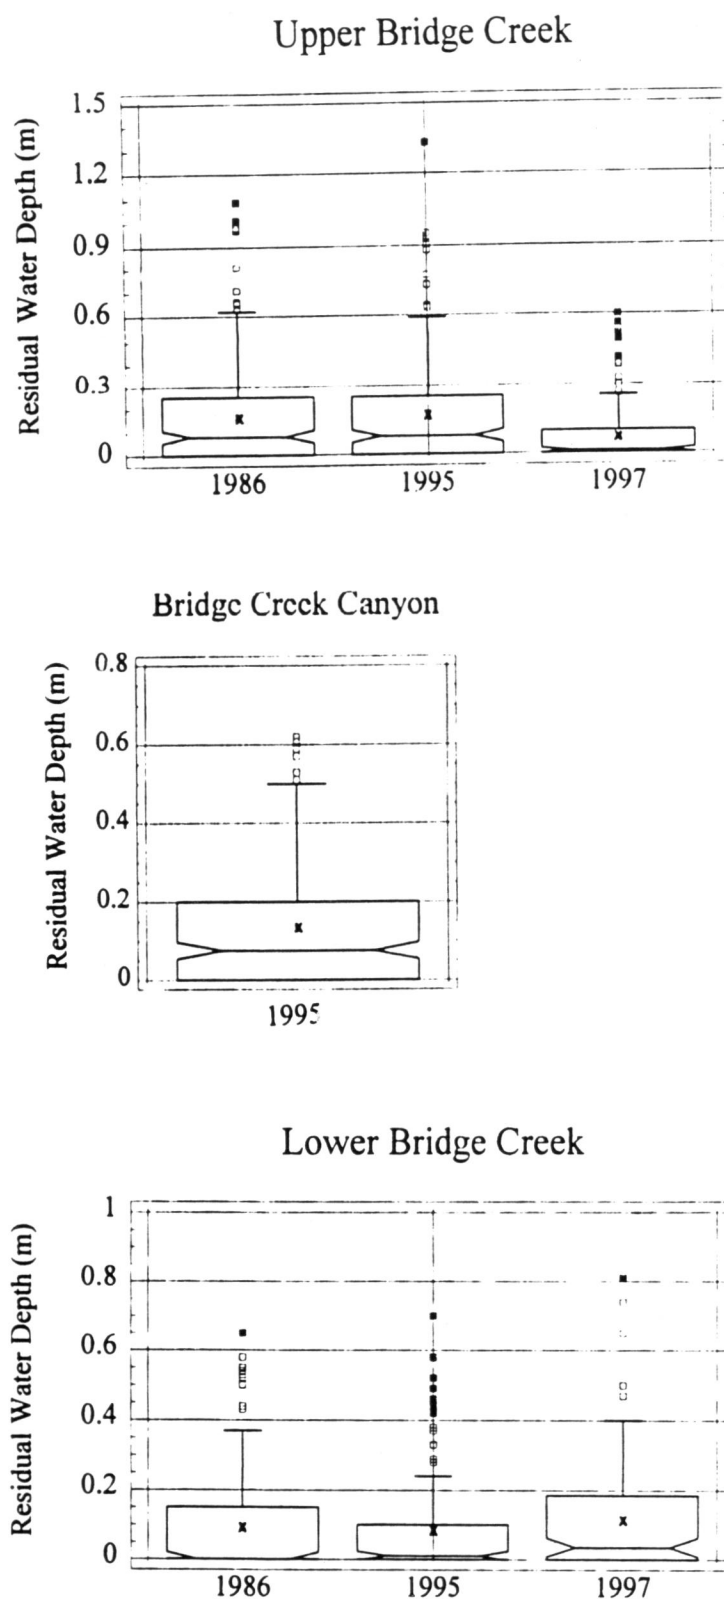 Upper Bridge Creek
Residual Water Depth (m)
1.5
1.2
0.9
0.6
0.3
0
1986 1995 1997
Bridge Creek Canyon
Residual Water Depth (m)
0.8
0.6
0.4
0.2
0
1995
Lower Bridge Creek
Residual Water Depth (m)
1
0.8
0.6
0.4
0.2
0
1986 1995 1997